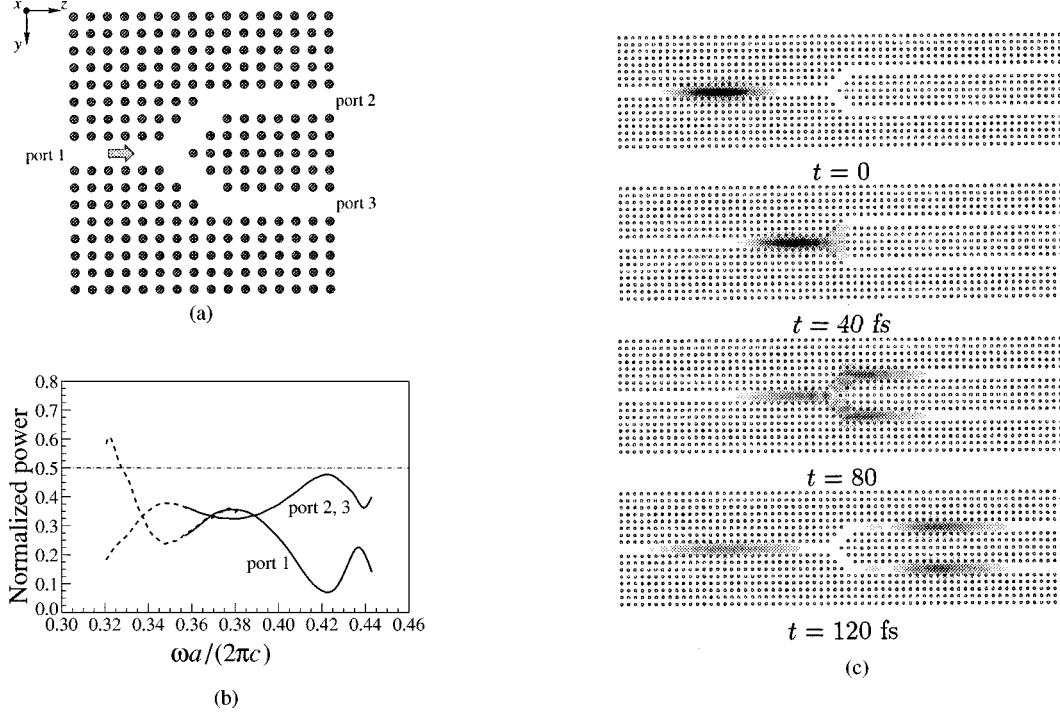 x
z
y
port 2
port 1
port 3
(a)
0.8
0.7
0.6
0.5
0.4
0.3
0.2
0.1
0.0
Normalized power
port 2, 3
port 1
0.30 0.32 0.34 0.36 0.38 0.40 0.42 0.44 0.46
ωa/(2πc)
(b)
t = 0
t = 40 fs
t = 80
t = 120 fs
(c)